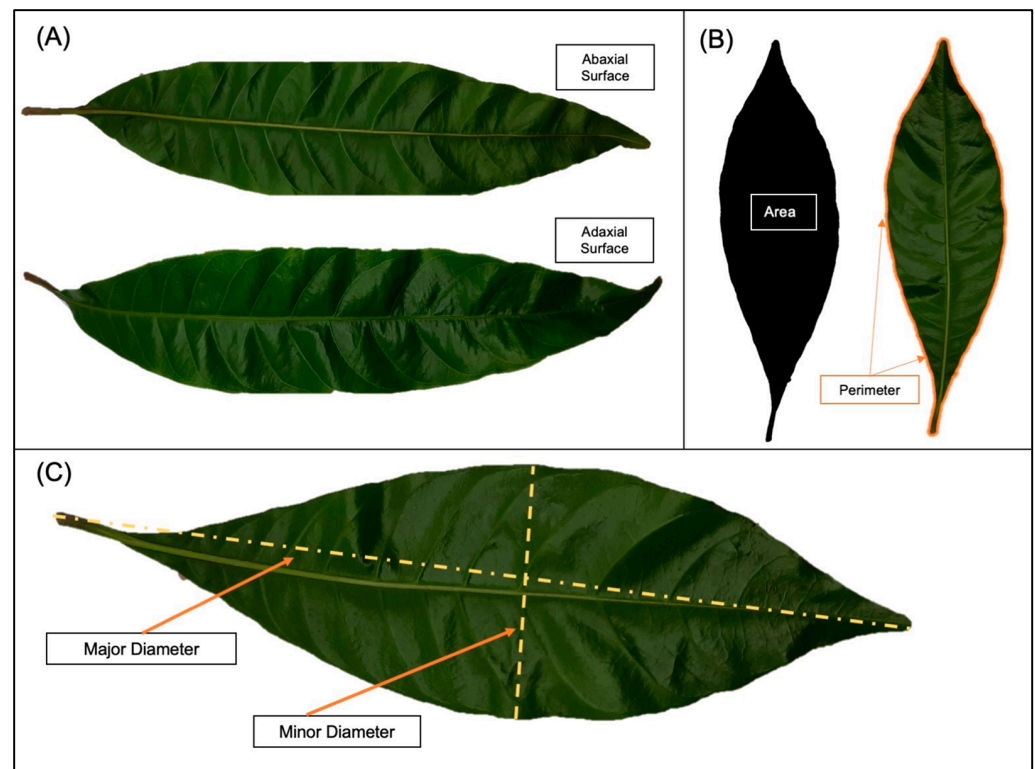 (A)
Abaxial
Surface
Adaxial
Surface
(B)
Area
Perimeter
(C)
Major Diameter
Minor Diameter